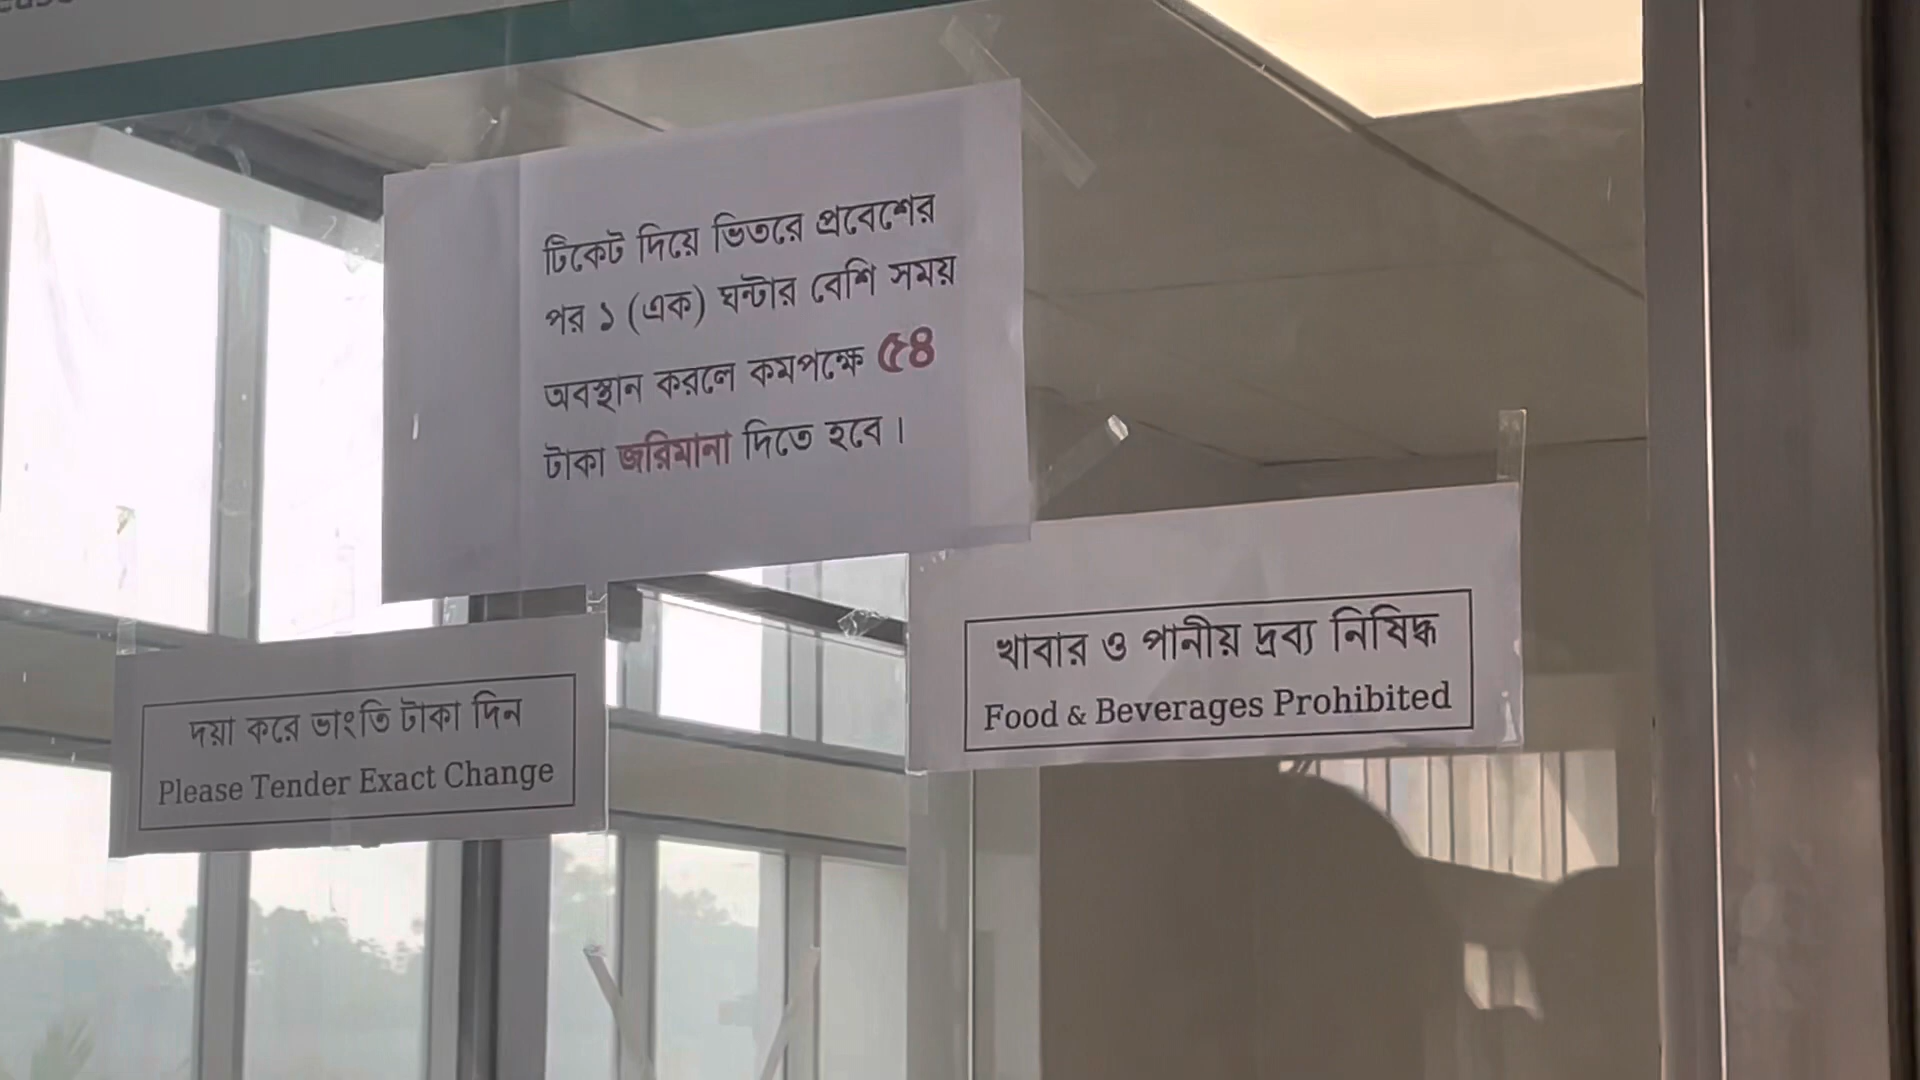 টিকেট দিয়ে ভিতরে প্রবেশের
পর ১ (এক) ঘন্টার বেশি সময়
অবস্থান করলে কমপক্ষে ৫৪
টাকা জরিমানা দিতে হবে।
দয়া করে ভাংতি টাকা দিন
Please Tender Exact Change
খাবার ও পানীয় দ্রব্য নিষিদ্ধ
Food & Beverages Prohibited